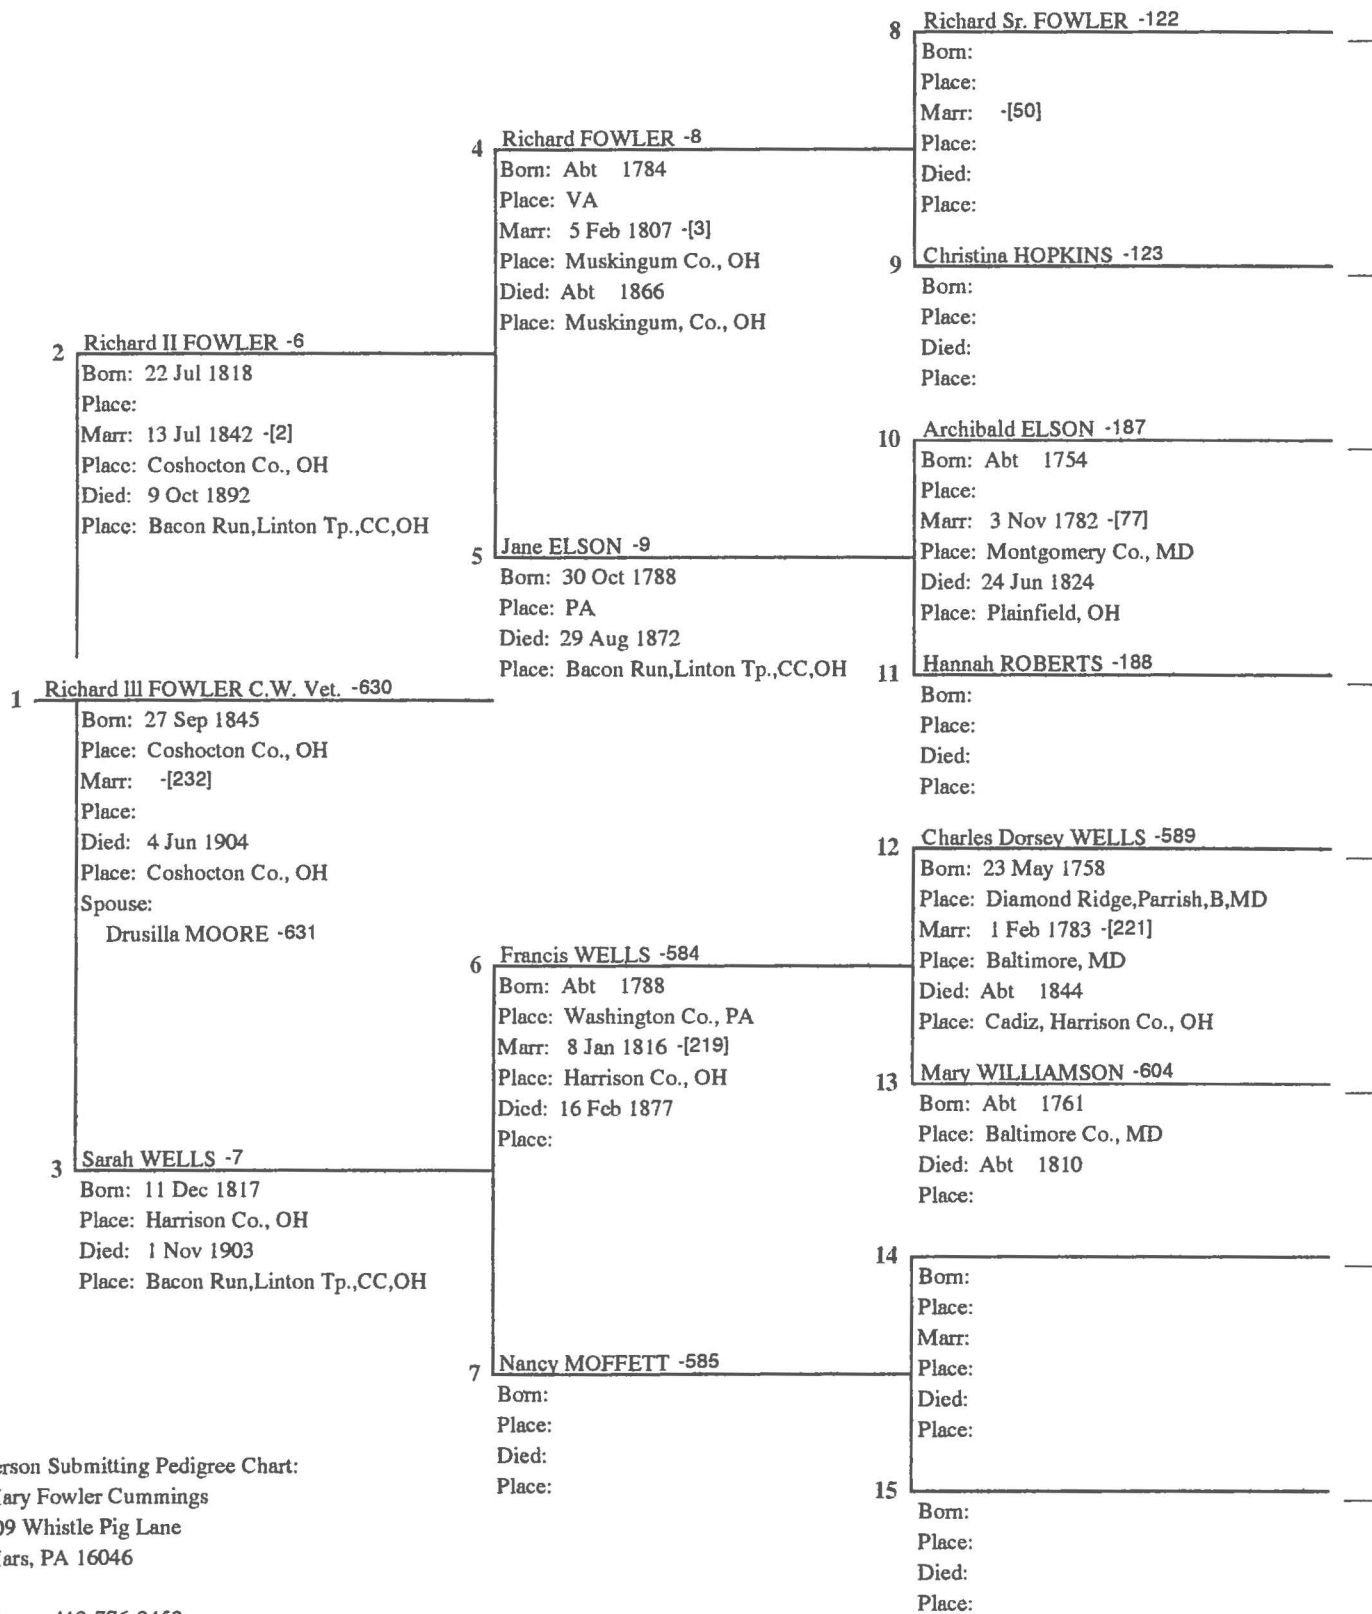 8 Richard Sr. FOWLER -122
Born:
Place:
Marr: -[50]
Place:
Died:
Place:
4 Richard FOWLER -8
Born: Abt 1784
Place: VA
Marr: 5 Feb 1807 -[3]
Place: Muskingum Co., OH
Died: Abt 1866
Place: Muskingum, Co., OH
9 Christina HOPKINS -123
Born:
Place:
Died:
Place:
2 Richard II FOWLER -6
Born: 22 Jul 1818
Place:
Marr: 13 Jul 1842 -[2]
Place: Coshocton Co., OH
Died: 9 Oct 1892
Place: Bacon Run,Linton Tp.,CC,OH
10 Archibald ELSON -187
Born: Abt 1754
Place:
Marr: 3 Nov 1782 -[77]
Place: Montgomery Co., MD
Died: 24 Jun 1824
Place: Plainfield, OH
5 Jane ELSON -9
Born: 30 Oct 1788
Place: PA
Died: 29 Aug 1872
Place: Bacon Run,Linton Tp.,CC,OH
11 Hannah ROBERTS -188
Born:
Place:
Died:
Place:
1 Richard III FOWLER C.W. Vet. -630
Born: 27 Sep 1845
Place: Coshocton Co., OH
Marr: -[232]
Place:
Died: 4 Jun 1904
Place: Coshocton Co., OH
Spouse:
Drusilla MOORE -631
12 Charles Dorsey WELLS -589
Born: 23 May 1758
Place: Diamond Ridge,Parrish,B,MD
Marr: 1 Feb 1783 -[221]
Place: Baltimore, MD
Died: Abt 1844
Place: Cadiz, Harrison Co., OH
6 Francis WELLS -584
Born: Abt 1788
Place: Washington Co., PA
Marr: 8 Jan 1816 -[219]
Place: Harrison Co., OH
Died: 16 Feb 1877
Place:
13 Mary WILLIAMSON -604
Born: Abt 1761
Place: Baltimore Co., MD
Died: Abt 1810
Place:
3 Sarah WELLS -7
Born: 11 Dec 1817
Place: Harrison Co., OH
Died: 1 Nov 1903
Place: Bacon Run,Linton Tp.,CC,OH
14
Born:
Place:
Marr:
Place:
Died:
Place:
7 Nancy MOFFETT -585
Born:
Place:
Died:
Place:
15
Born:
Place:
Died:
Place:
erson Submitting Pedigree Chart:
ary Fowler Cummings
09 Whistle Pig Lane
ars, PA 16046